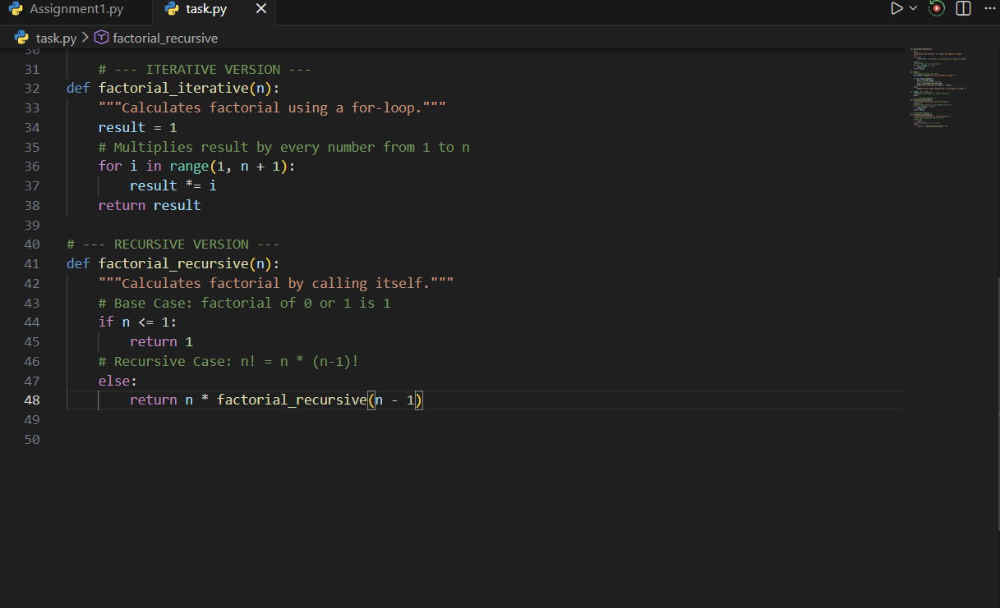 Assignment1.py
task.py
task.py > factorial_recursive
30
31 # --- ITERATIVE VERSION ---
32 def factorial_iterative(n):
33 """Calculates factorial using a for-loop."""
34 result = 1
35 # Multiplies result by every number from 1 to n
36 for i in range(1, n + 1):
37 result *= i
38 return result
39
40 # --- RECURSIVE VERSION ---
41 def factorial_recursive(n):
42 """Calculates factorial by calling itself."""
43 # Base Case: factorial of 0 or 1 is 1
44 if n <= 1:
45 return 1
46 # Recursive Case: n! = n * (n-1)!
47 else:
48 return n * factorial_recursive(n - 1)
49
50